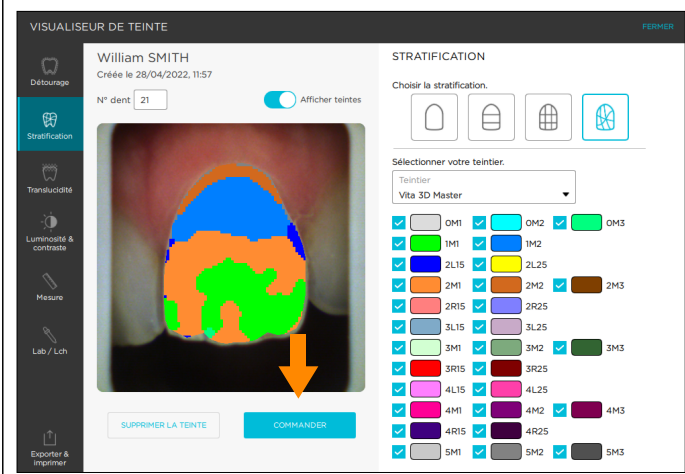 VISUALISEUR DE TEINTE
FERMER
Détourage
Stratification
Translucidité
Luminosité &
contraste
Mesure
Lab / Lch
Exporter &
imprimer
William SMITH
Créée le 28/04/2022, 11:57
N° dent 21
Afficher teintes
SUPPRIMER LA TEINTE
COMMANDER
STRATIFICATION
Choisir la stratification.
Sélectionner votre teintier.
Teintier
Vita 3D Master
0M1 0M2 0M3
1M1 1M2
2L15 2L25
2M1 2M2 2M3
2R15 2R25
3L15 3L25
3M1 3M2 3M3
3R15 3R25
4L15 4L25
4M1 4M2 4M3
4R15 4R25
5M1 5M2 5M3